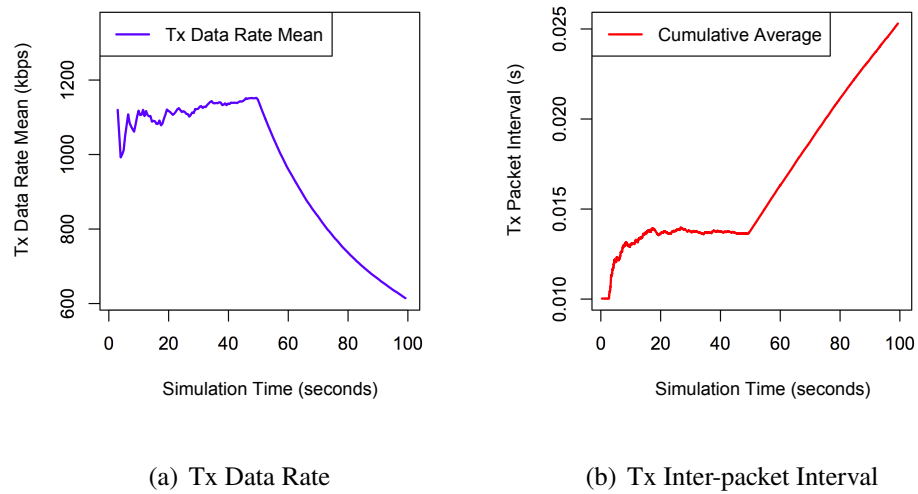 Tx Data Rate Mean
Tx Data Rate Mean (kbps)
600
800
1000
1200
0 20 40 60 80 100
Simulation Time (seconds)
(a) Tx Data Rate
Cumulative Average
Tx Packet Interval (s)
0.010
0.015
0.020
0.025
0 20 40 60 80 100
Simulation Time (seconds)
(b) Tx Inter-packet Interval